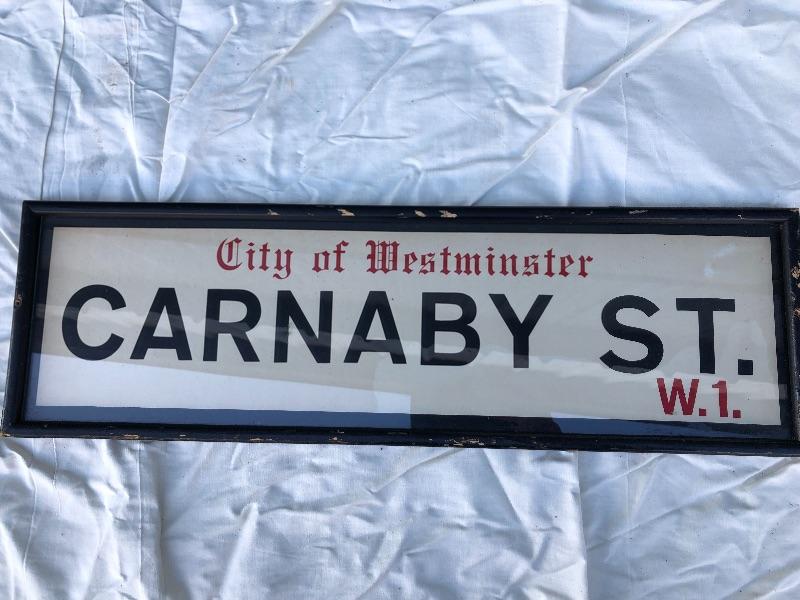 City of Westminster
CARNABY ST.
W.1.